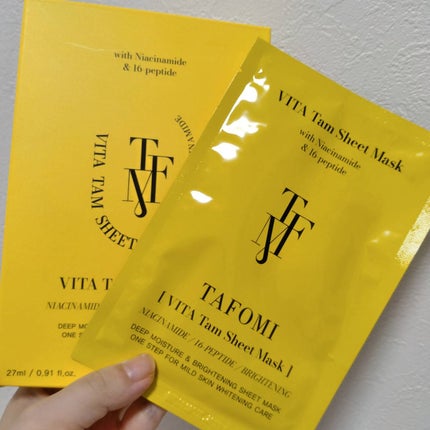 with Niacinamide
& 16 peptide
VITA TAM SHEET
TFMJ
VITA T
NIACINAMID
DEEP MO
ONE S
27ml / 0.91 fl.oz.
VITA Tam Sheet Mask
with Niacinamide
& 16 peptide
TFMJ
TAFOMI
[ VITA Tam Sheet Mask ]
NIACINAMIDE / 16 PEPTIDE / BRIGHTENING
DEEP MOISTURE & BRIGHTENING SHEET MASK
ONE STEP FOR MILD SKIN WHITENING CARE